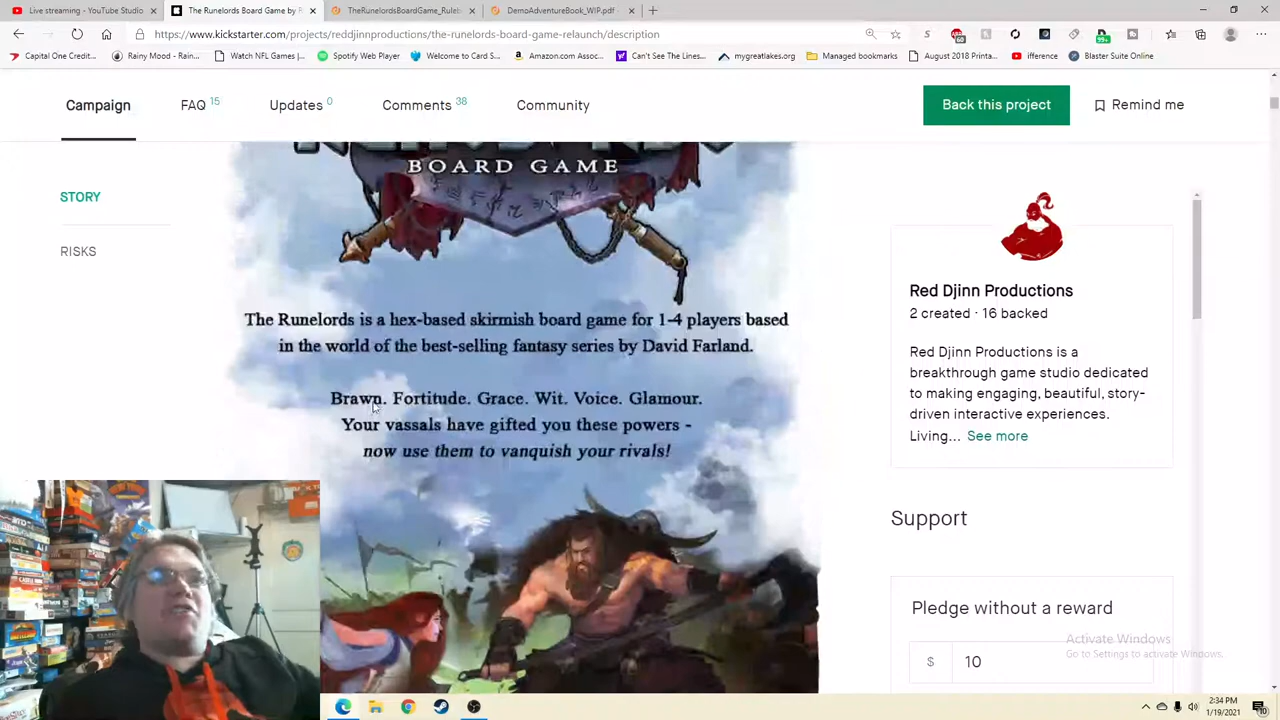 Live streaming - YouTube Studio
The Runelords Board Game by R
TheRunelordsBoardGame_Ruleb
DemoAdventureBook_WIP.pdf
https://www.kickstarter.com/projects/reddjinnproductions/the-runelords-board-game-relaunch/description
Capital One Credit...
Rainy Mood - Rain...
Watch RFL Games |...
Spotify Web Player
Welcome to Card S...
Amazon.com Assoc...
Can't See The Lines...
mygreatlakes.org
Managed bookmarks
August 2018 Printa...
ifference
Blaster Suite Online
Campaign
FAQ 15
Updates 0
Comments 38
Community
Back this project
Remind me
STORY
RISKS
BOARD GAME
The Runelords is a hex-based skirmish board game for 1-4 players based
in the world of the best-selling fantasy series by David Farland.
Brawn. Fortitude. Grace. Wit. Voice. Glamour.
Your vassals have gifted you these powers -
now use them to vanquish your rivals!
Red Djinn Productions
2 created · 16 backed
Red Djinn Productions is a
breakthrough game studio dedicated
to making engaging, beautiful, story-
driven interactive experiences.
Living... See more
Support
Pledge without a reward
$ 10
Activate Windows
Go to Settings to activate Windows.
2:34 PM
1/19/2021